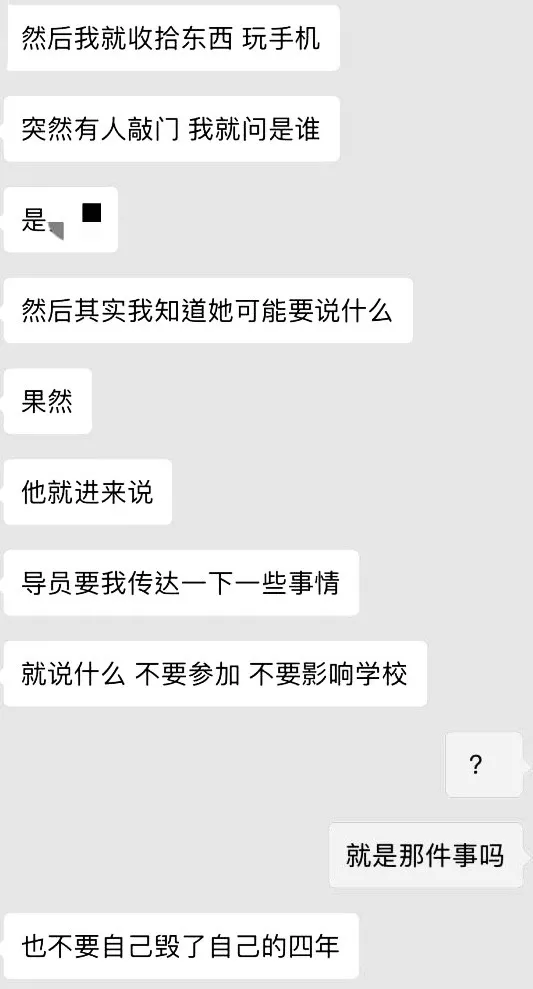 然后我就收拾东西 玩手机
突然有人敲门 我就问是谁
是
然后其实我知道她可能要说什么
果然
他就进来说
导员要我传达一下一些事情
就说什么 不要参加 不要影响学校
？
就是那件事吗
也不要自己毁了自己的四年